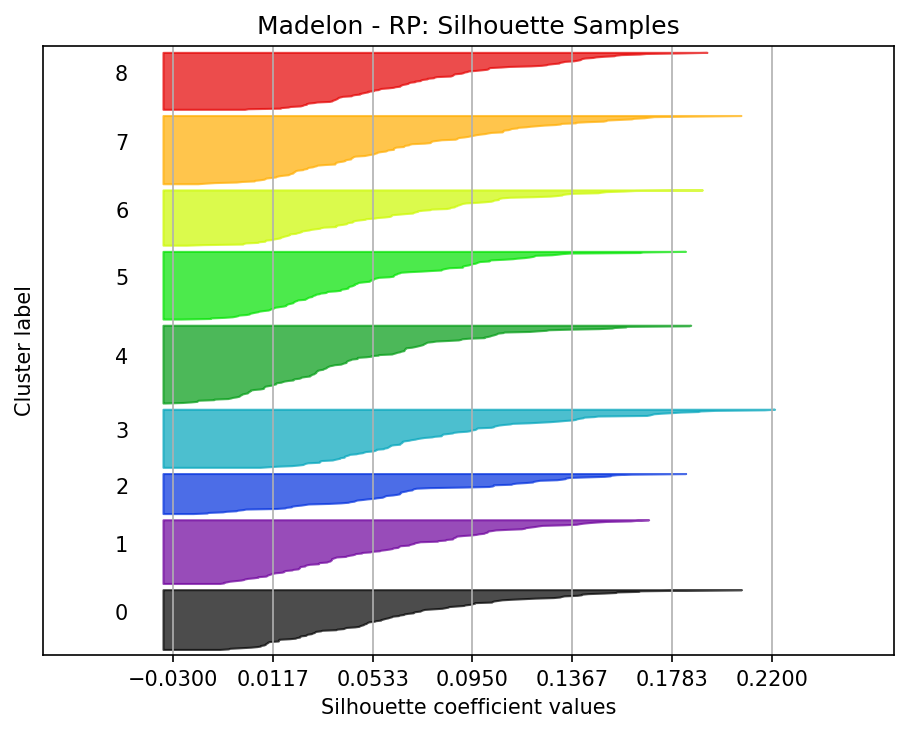 Madelon - RP: Silhouette Samples
8
7
6
5
4
3
2
1
0
Cluster label
−0.0300 0.0117 0.0533 0.0950 0.1367 0.1783 0.2200
Silhouette coefficient values